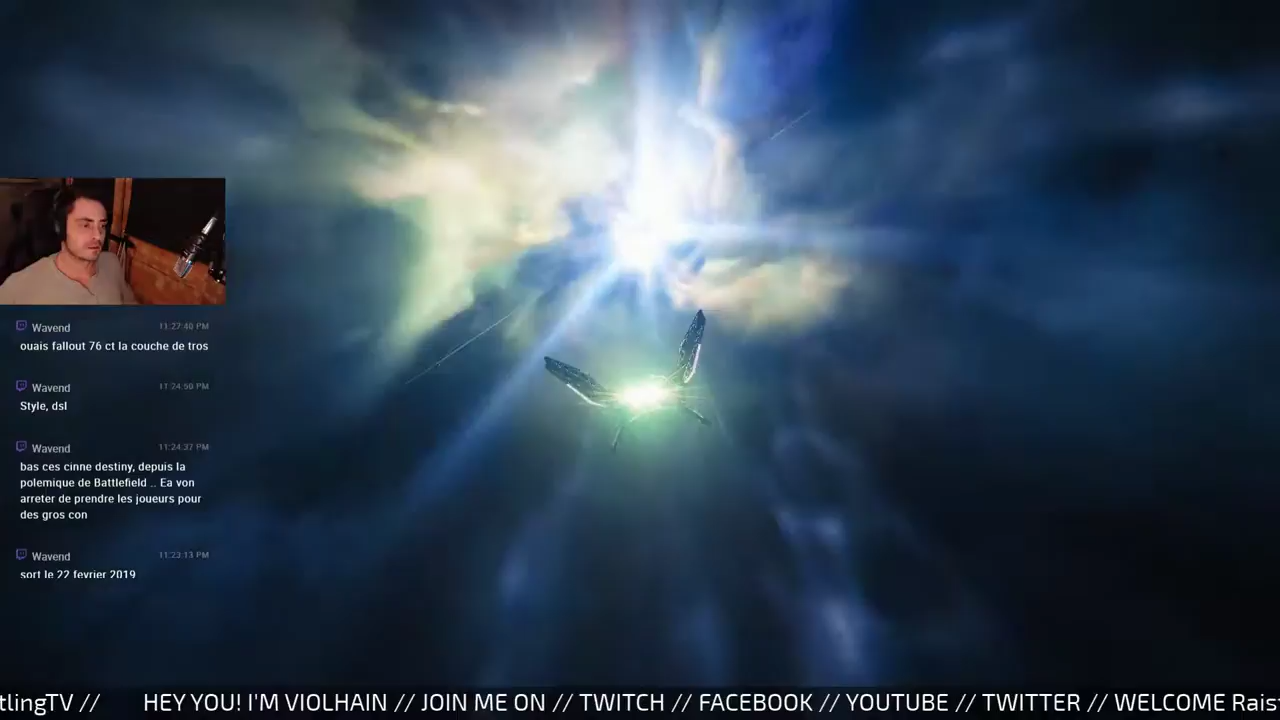 Wavend 11:27:40 PM
ouais fallout 76 ct la couche de tros
Wavend 11:24:50 PM
Style, dsl
Wavend 11:24:37 PM
bas ces cinne destiny, depuis la
polemique de Battlefield .. Ea von
arreter de prendre les joueurs pour
des gros con
Wavend 11:23:13 PM
sort le 22 fevrier 2019
tlingTV // HEY YOU! I'M VIOLHAIN // JOIN ME ON // TWITCH // FACEBOOK // YOUTUBE // TWITTER // WELCOME Rais